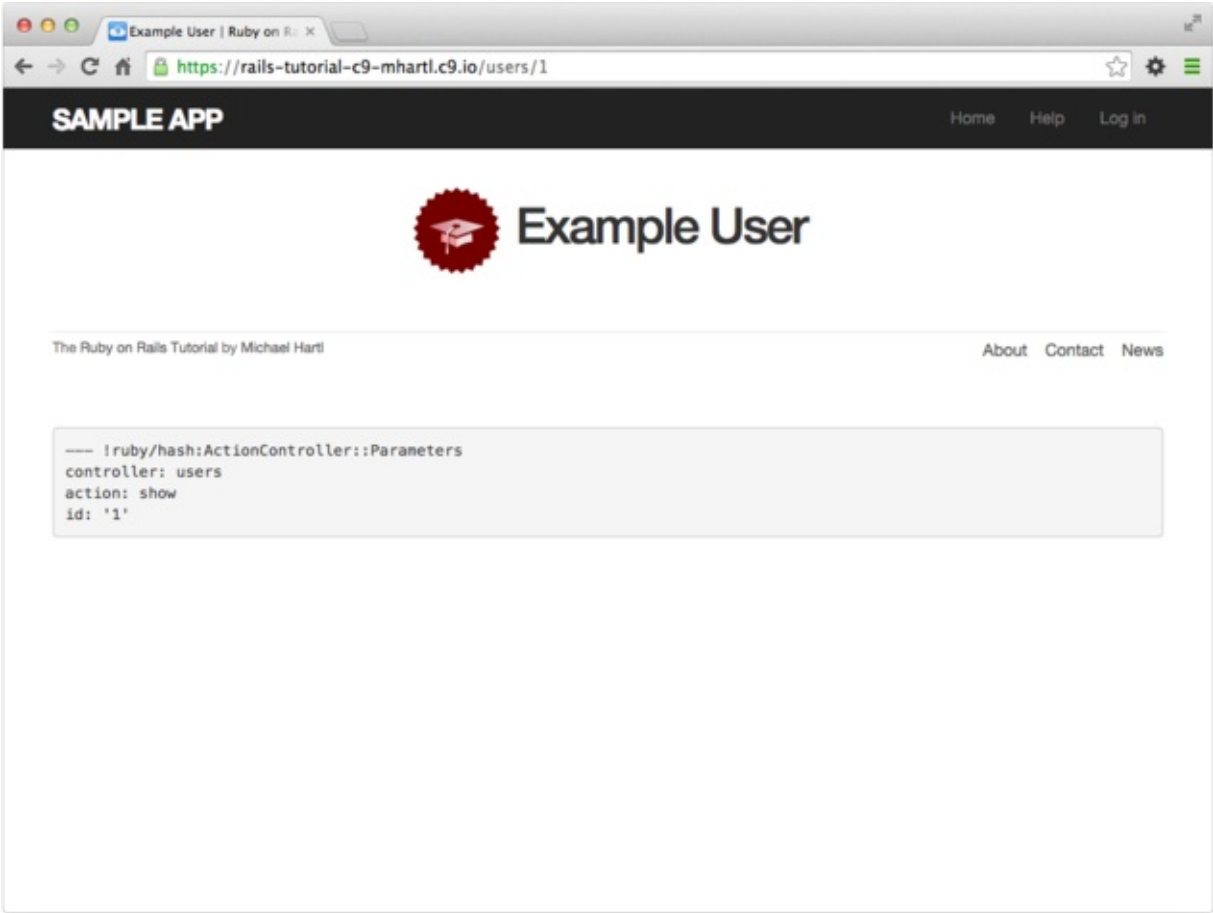 Example User | Ruby on Ra
https://rails-tutorial-c9-mhartl.c9.io/users/1
SAMPLE APP
Home Help Log in
Example User
The Ruby on Rails Tutorial by Michael Hartl
About Contact News
--- !ruby/hash:ActionController::Parameters
controller: users
action: show
id: '1'